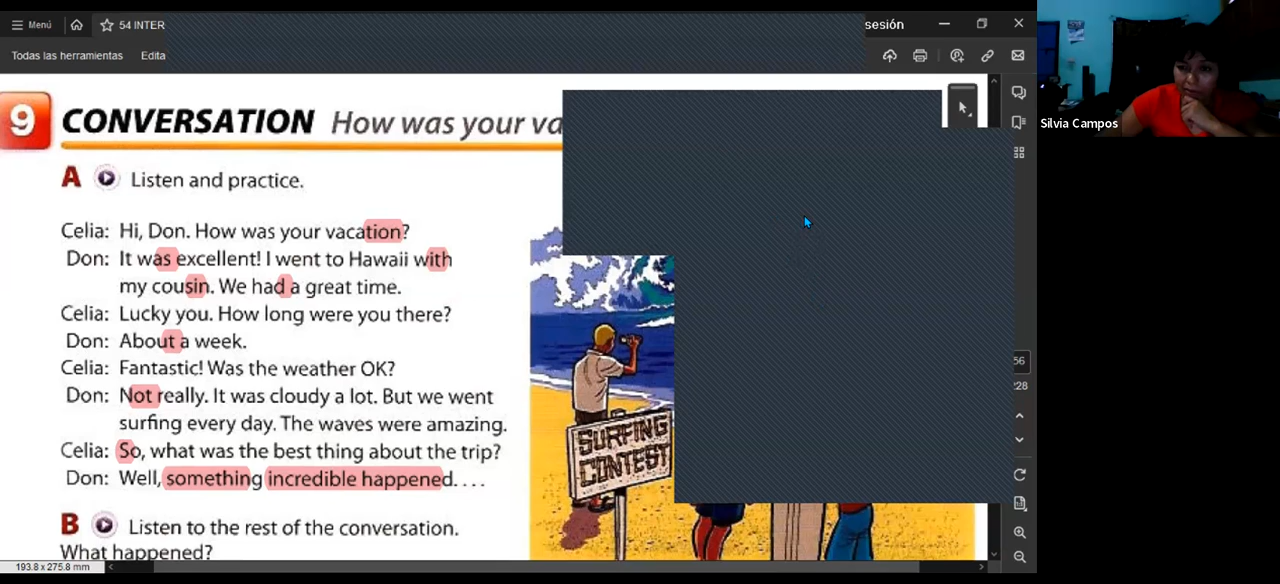 Menú
54 INTER
sesión
Todas las herramientas
Edita
9 CONVERSATION How was your va
A Listen and practice.
Celia: Hi, Don. How was your vacation?
Don: It was excellent! I went to Hawaii with
my cousin. We had a great time.
Celia: Lucky you. How long were you there?
Don: About a week.
Celia: Fantastic! Was the weather OK?
Don: Not really. It was cloudy a lot. But we went
surfing every day. The waves were amazing.
Celia: So, what was the best thing about the trip?
Don: Well, something incredible happened. . . .
SURFING
CONTEST
B Listen to the rest of the conversation.
What happened?
193.8 x 275.8 mm
56
228
Silvia Campos